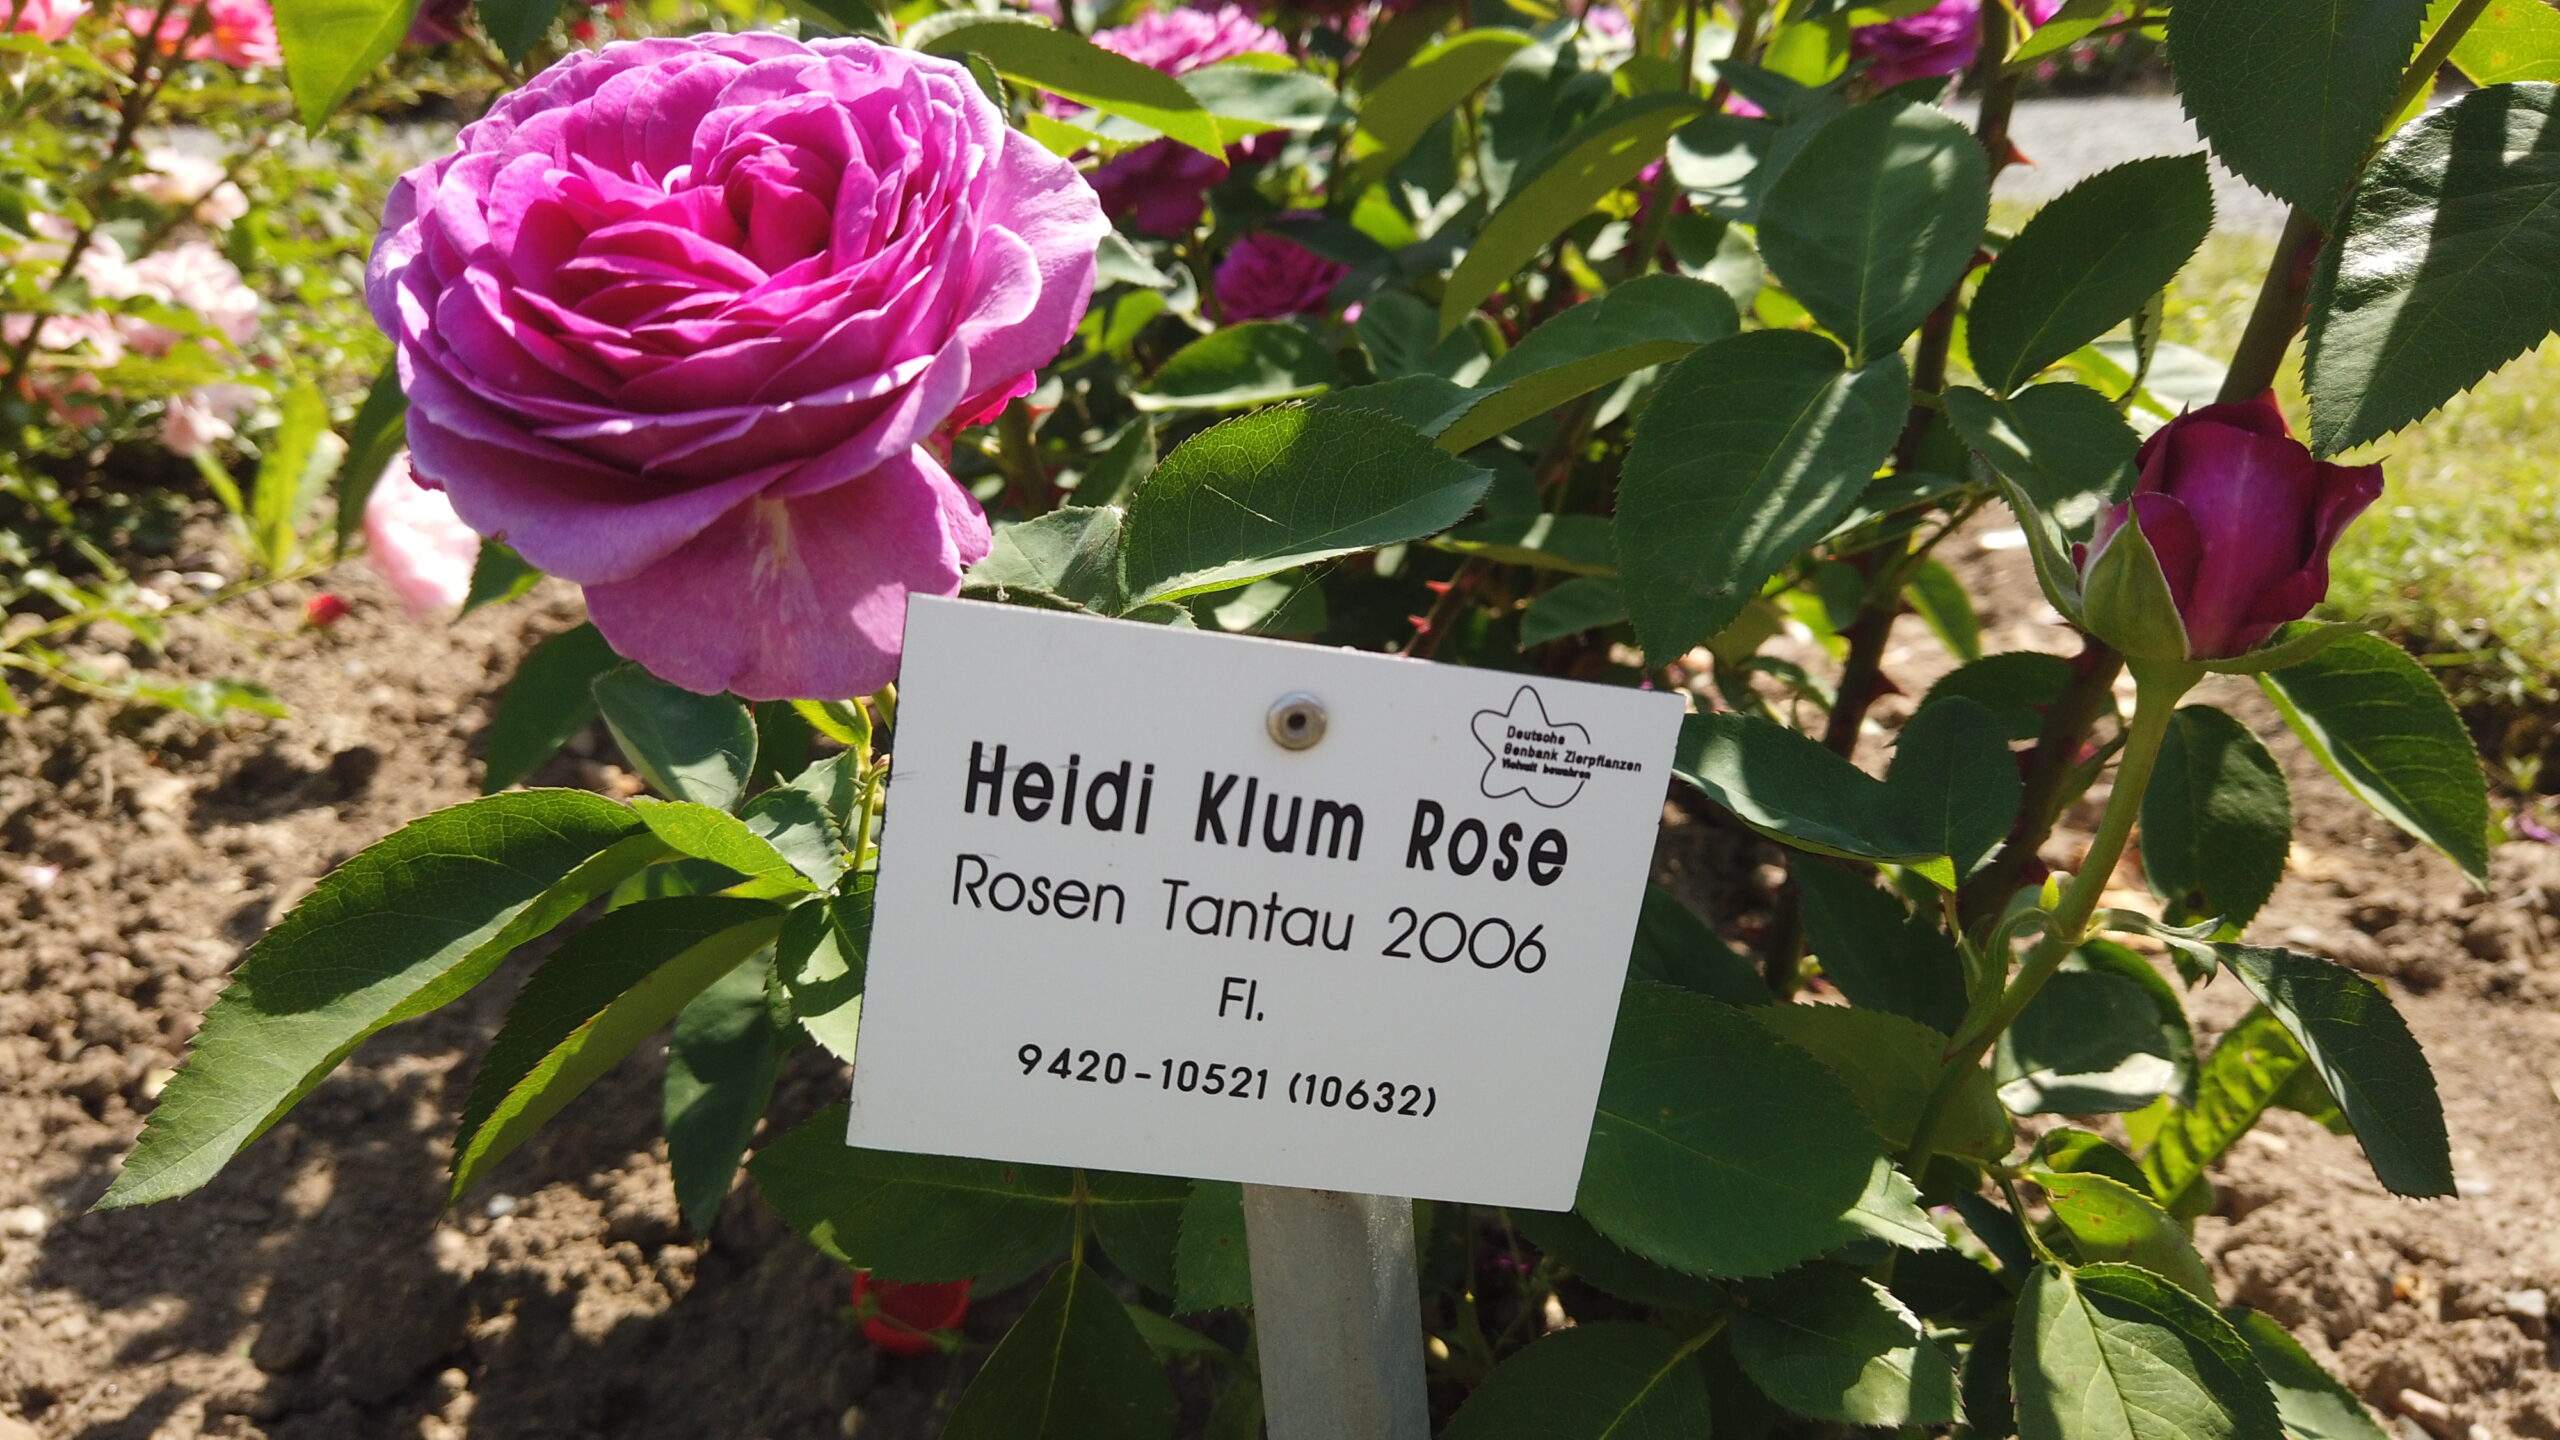 Deutsche
Genbank Zierpflanzen
Vielfalt bewahren
Heidi Klum Rose
Rosen Tantau 2006
Fl.
9420-10521 (10632)